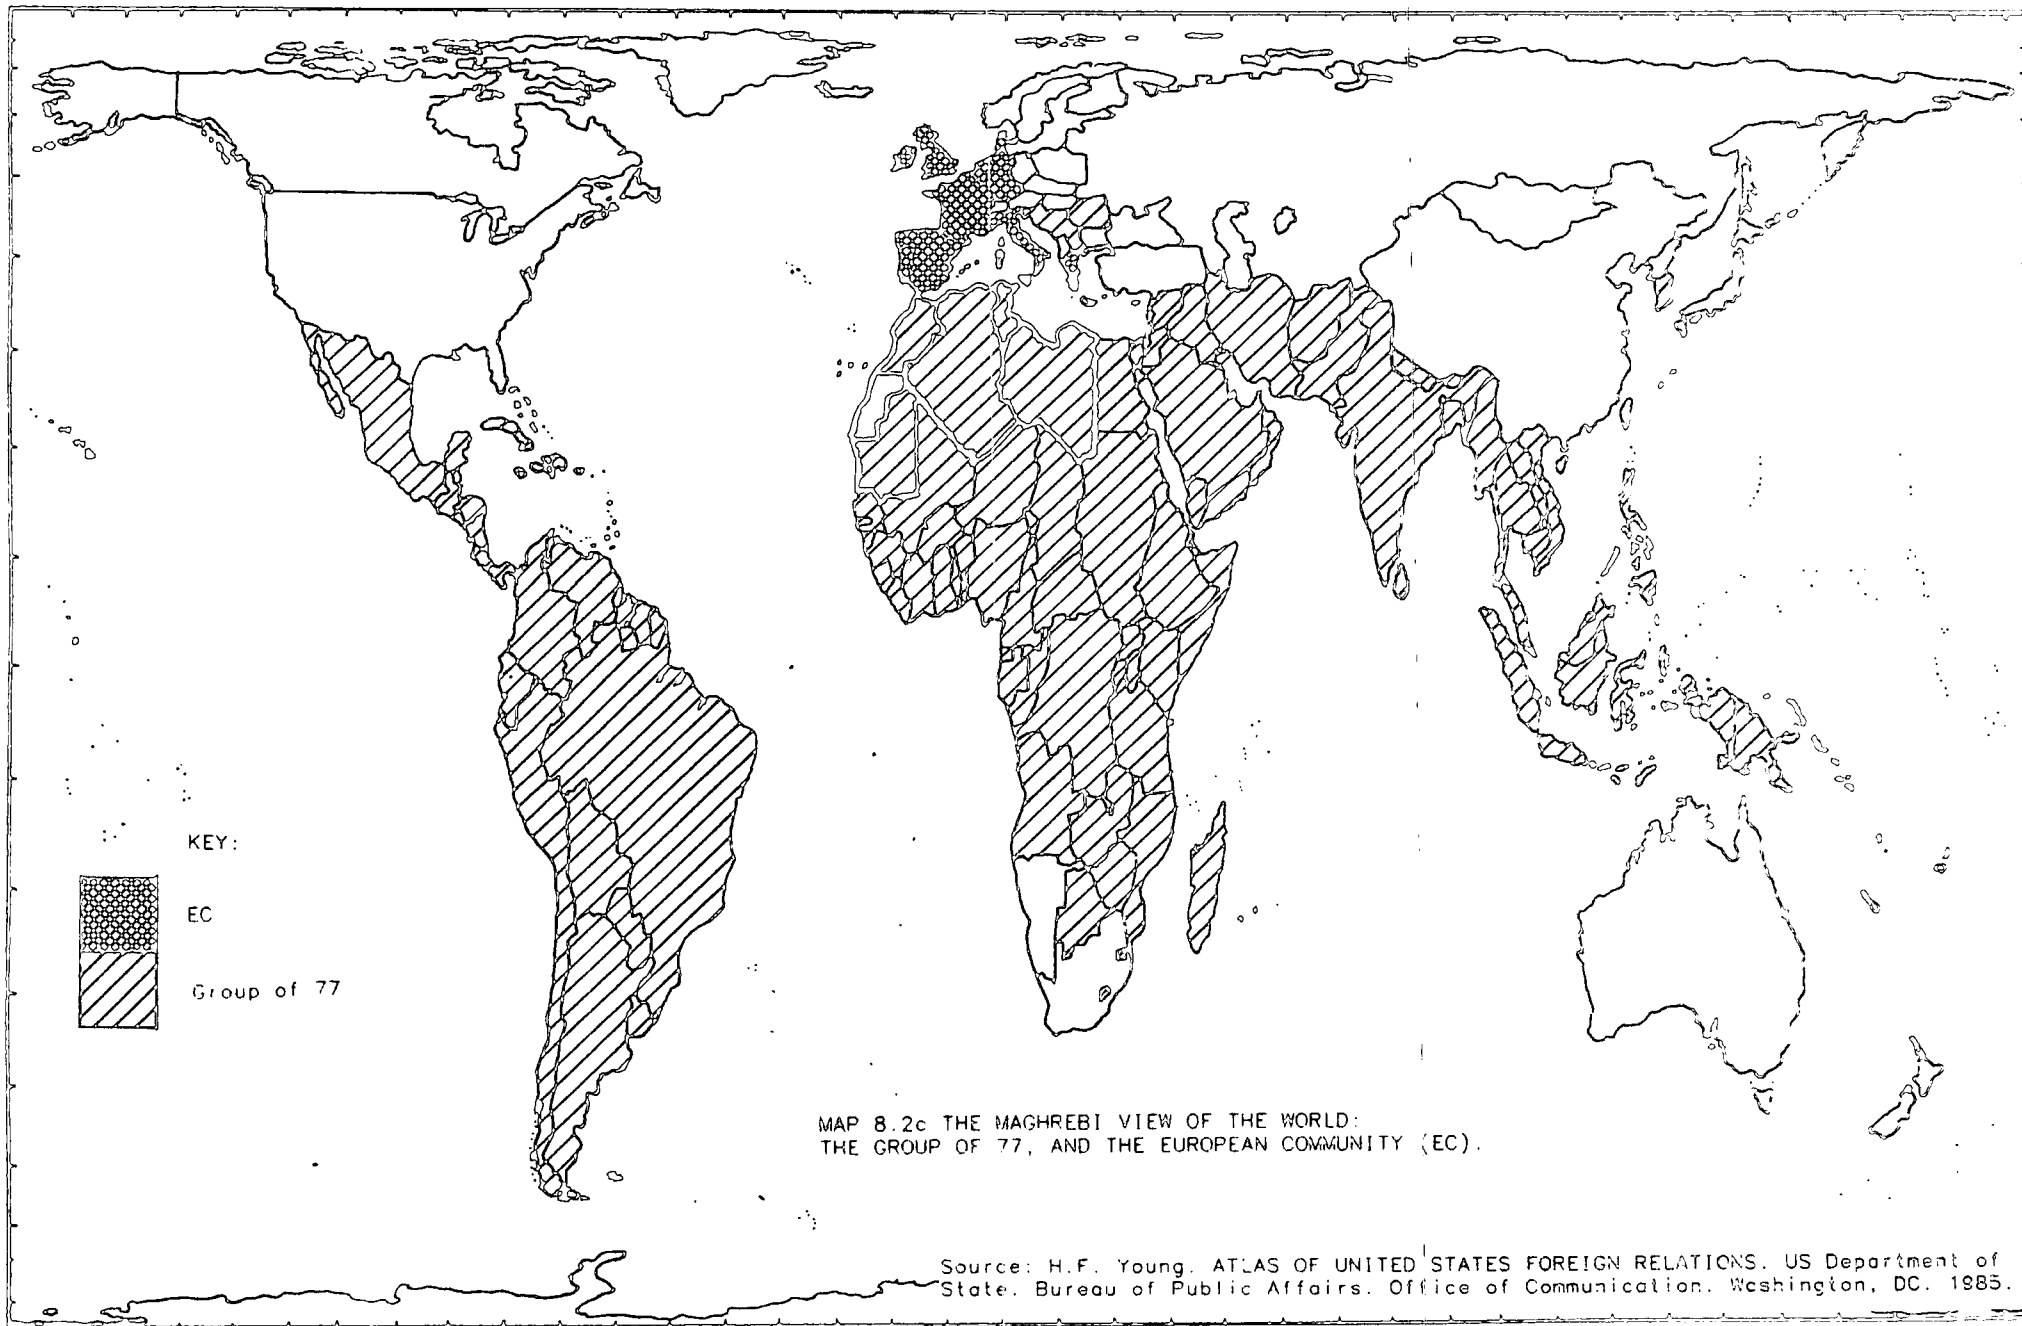 KEY:
EC
Group of 77
MAP 8.2c THE MAGHREBI VIEW OF THE WORLD:
THE GROUP OF 77, AND THE EUROPEAN COMMUNITY (EC).
Source: H.F. Young. ATLAS OF UNITED STATES FOREIGN RELATIONS. US Department of
State. Bureau of Public Affairs. Office of Communication. Washington, DC. 1985.